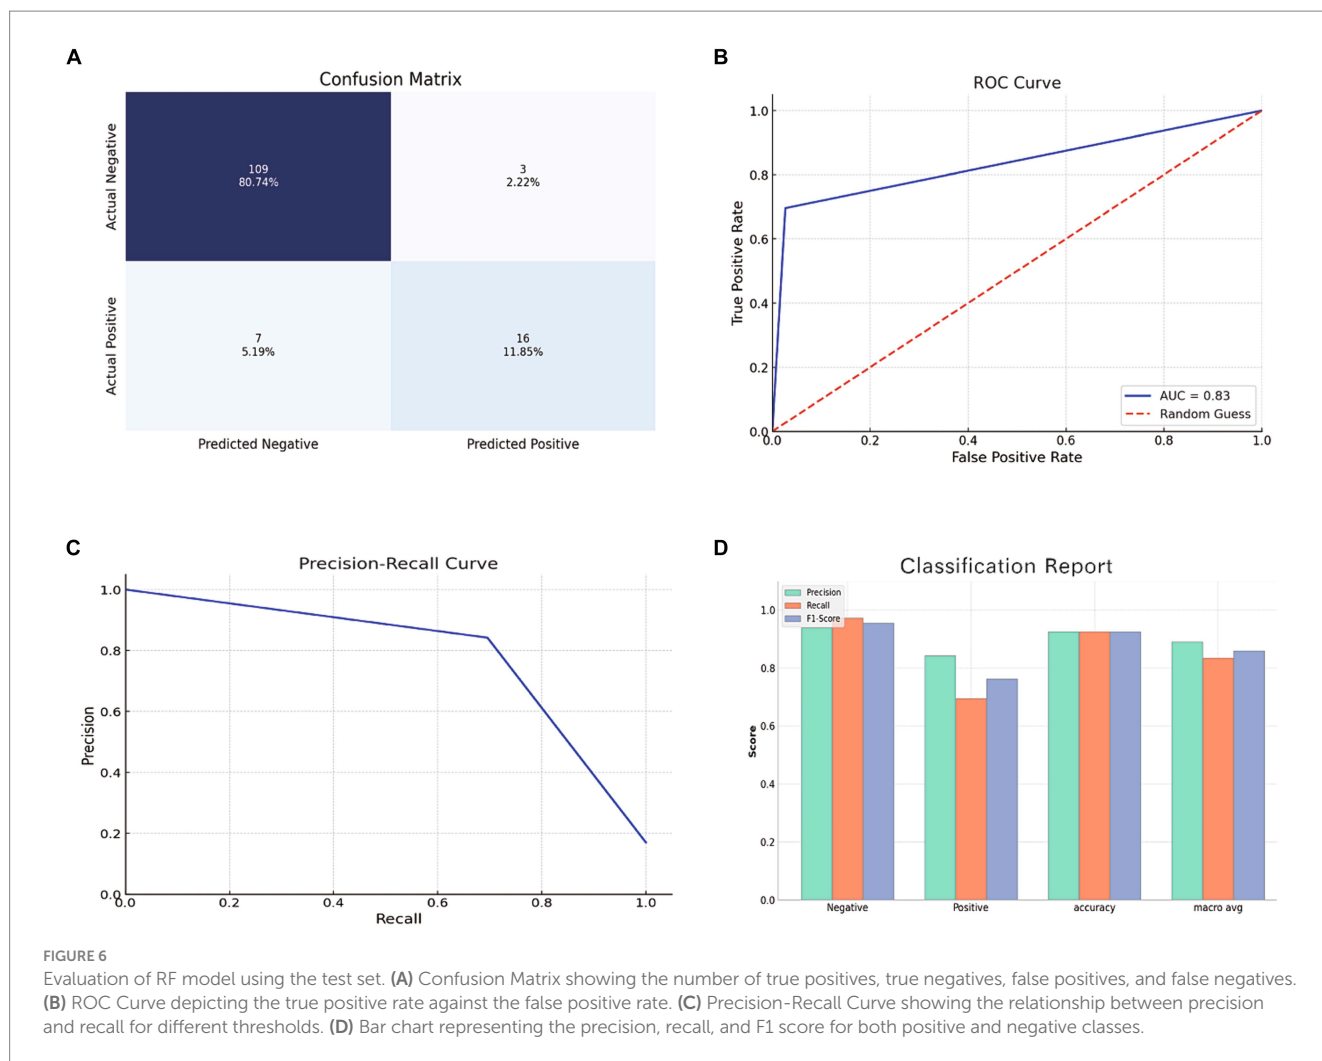 A
Confusion Matrix
Actual Negative
109
80.74%
3
2.22%
Actual Positive
7
5.19%
16
11.85%
Predicted Negative
Predicted Positive
B
ROC Curve
1.0
0.8
0.6
0.4
0.2
0.0
True Positive Rate
AUC = 0.83
Random Guess
0.0 0.2 0.4 0.6 0.8 1.0
False Positive Rate
C
Precision-Recall Curve
1.0
0.8
0.6
0.4
0.2
0.0
Precision
0.0 0.2 0.4 0.6 0.8 1.0
Recall
D
Classification Report
Precision
Recall
F1-Score
1.0
0.8
0.6
0.4
0.2
0.0
Score
Negative Positive accuracy macro avg
FIGURE 6
Evaluation of RF model using the test set. (A) Confusion Matrix showing the number of true positives, true negatives, false positives, and false negatives.
(B) ROC Curve depicting the true positive rate against the false positive rate. (C) Precision-Recall Curve showing the relationship between precision
and recall for different thresholds. (D) Bar chart representing the precision, recall, and F1 score for both positive and negative classes.